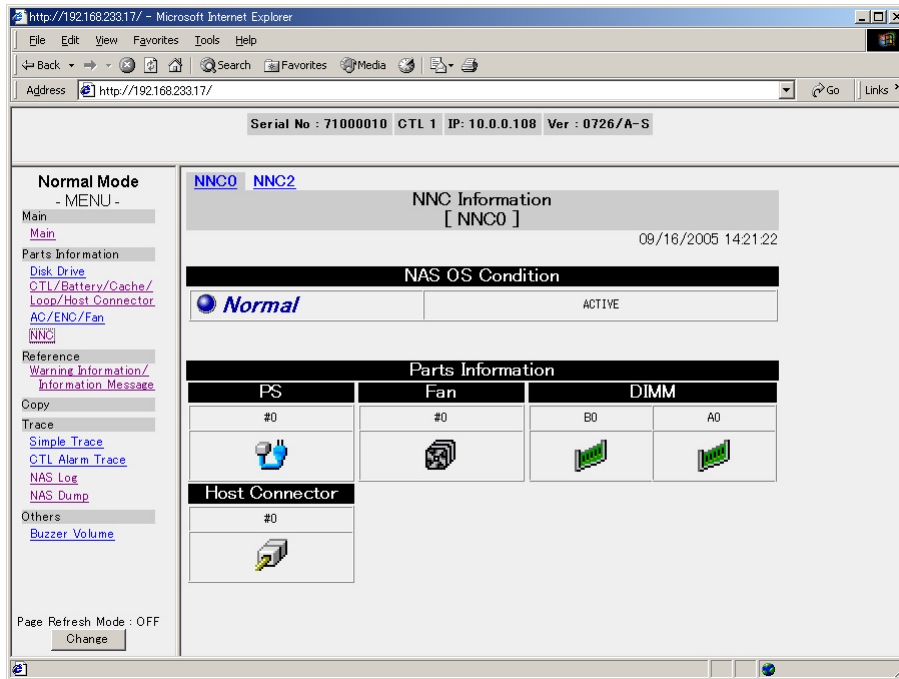 http://192.168.233.17/ - Microsoft Internet Explorer
File Edit View Favorites Tools Help
Back Search Favorites Media
Address http://192.168.233.17/ Go Links
Serial No : 71000010 CTL 1 IP: 10.0.0.108 Ver : 0726/A-S
Normal Mode
- MENU -
Main
Main
Parts Information
Disk Drive
CTL/Battery/Cache/
Loop/Host Connector
AC/ENC/Fan
NNC
Reference
Warning Information/
Information Message
Copy
Trace
Simple Trace
CTL Alarm Trace
NAS Log
NAS Dump
Others
Buzzer Volume
Page Refresh Mode : OFF
Change
NNC0 NNC2
NNC Information
[ NNC0 ]
09/16/2005 14:21:22
NAS OS Condition
Normal ACTIVE
Parts Information
PS Fan DIMM
#0 #0 B0 A0
Host Connector
#0